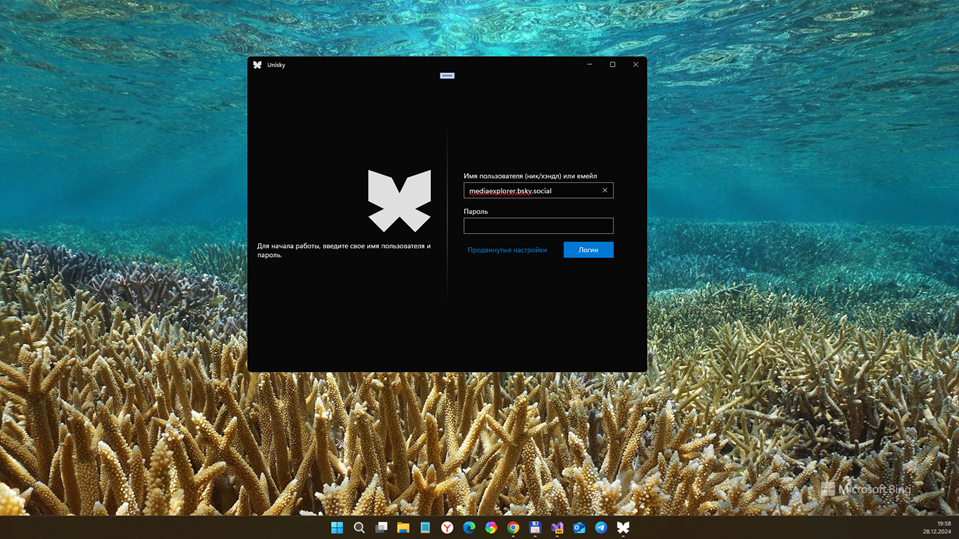 Unisky
Имя пользователя (ник/хэндл) или емейл
mediaexplorer.bsky.social
Пароль
Для начала работы, введите свое имя пользователя и
пароль.
Продвинутые настройки
Логин
Microsoft Bing
19:58
28.12.2024